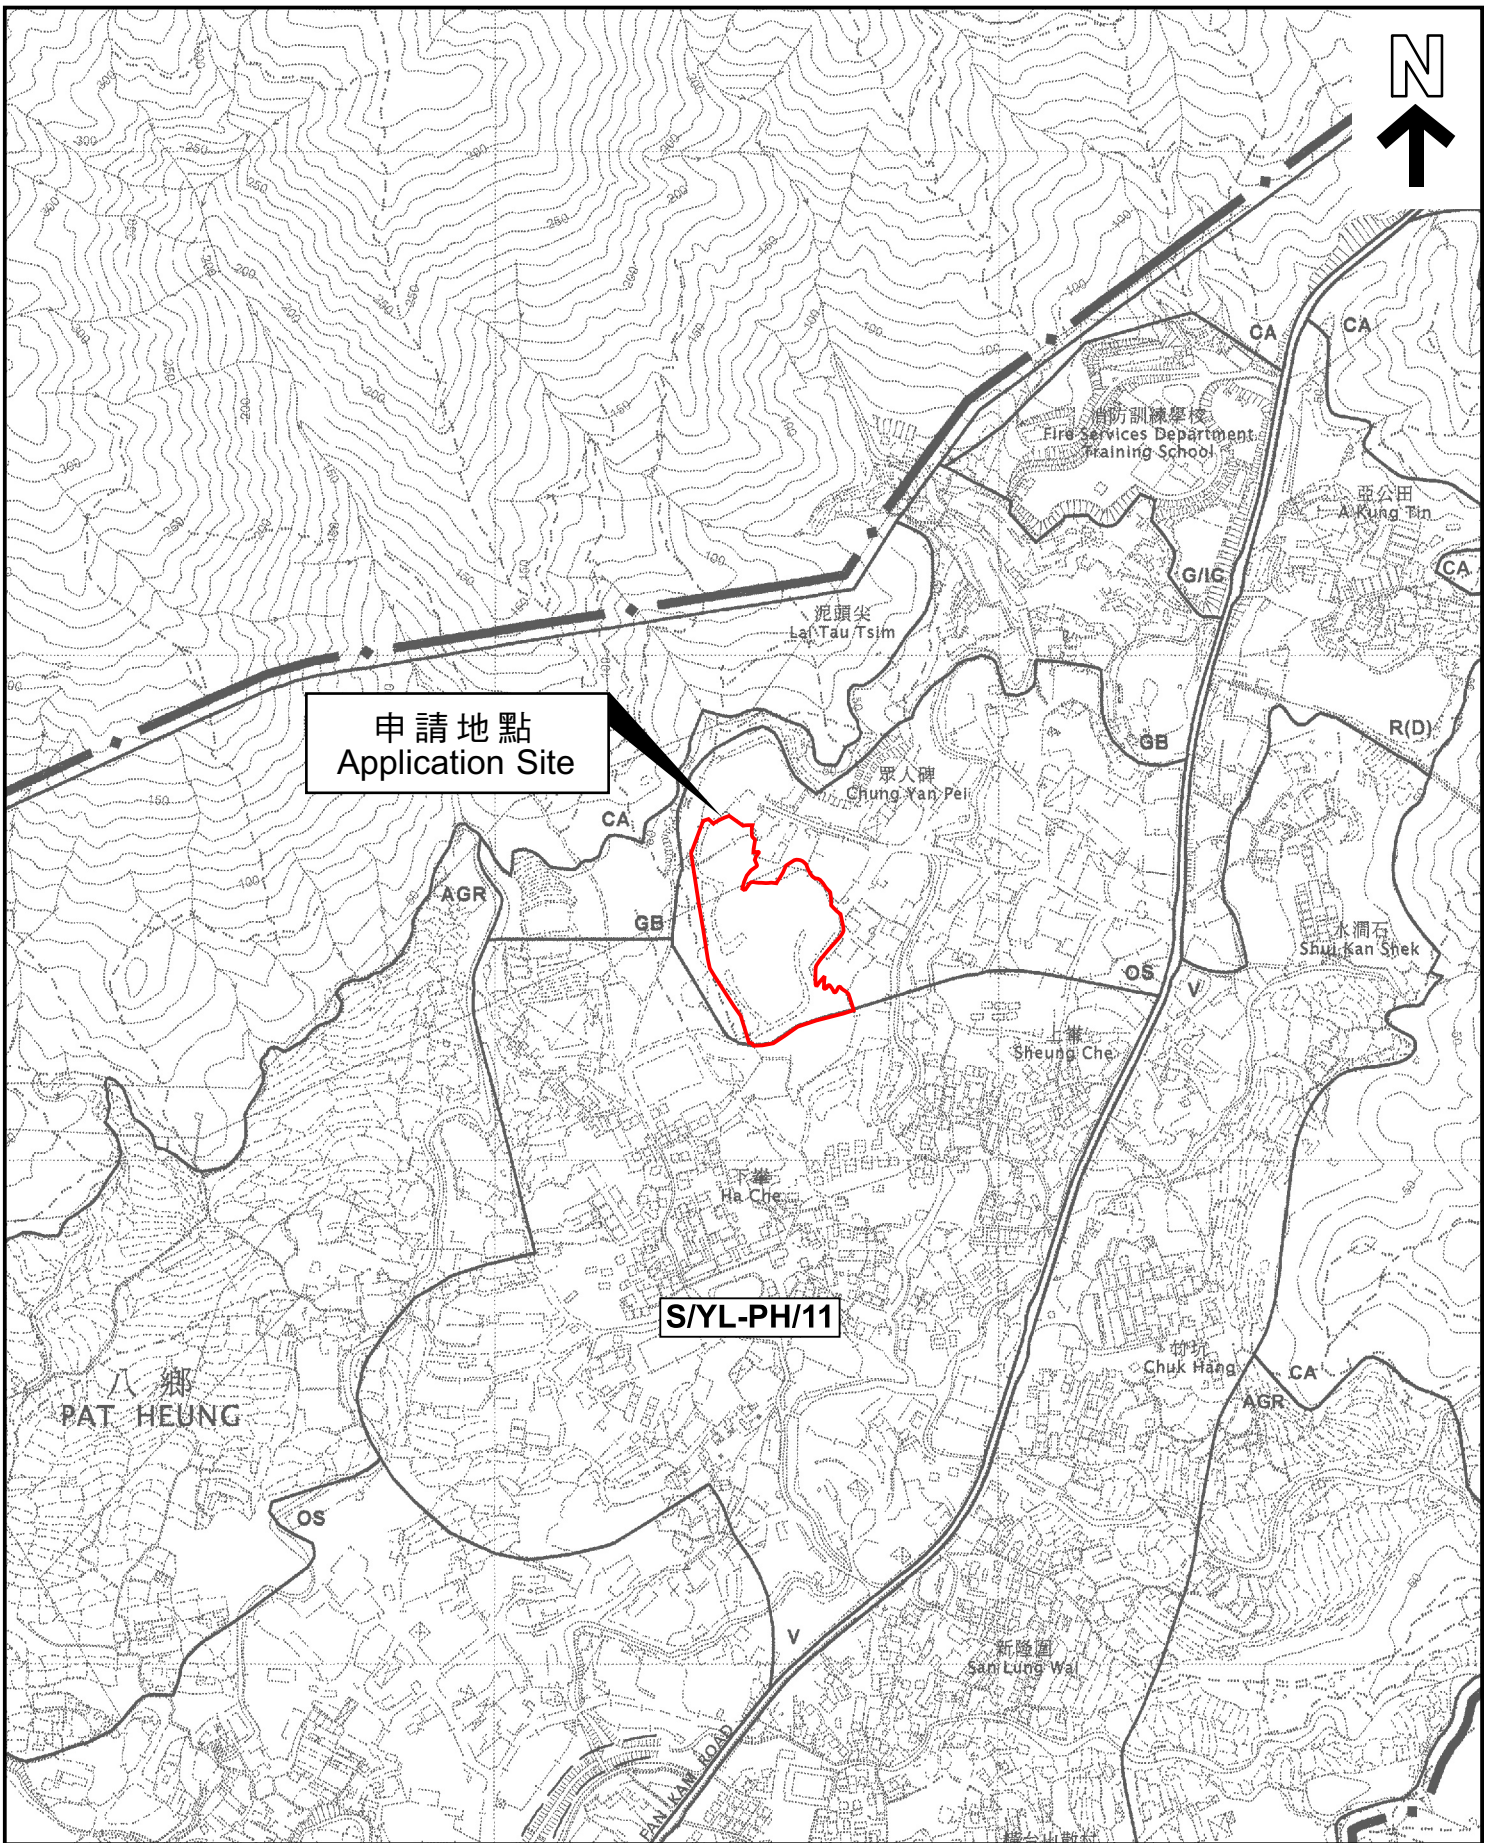 N
CA
CA
消防訓練學校
Fire Services Department
Training School
亞公田
A Kung Tin
CA
G/IC
坭頭尖
Lai Tau Tsim
申請地點
Application Site
R(D)
GB
眾人碑
Chung Yan Pei
CA
AGR
GB
水澗石
Shui Kan Shek
OS
V
上輋
Sheung Che
下輋
Ha Che
S/YL-PH/11
竹坑
Chuk Hang
CA
AGR
八鄉
PAT HEUNG
OS
V
新隆圍
San Lung Wai
FAN KAM ROAD